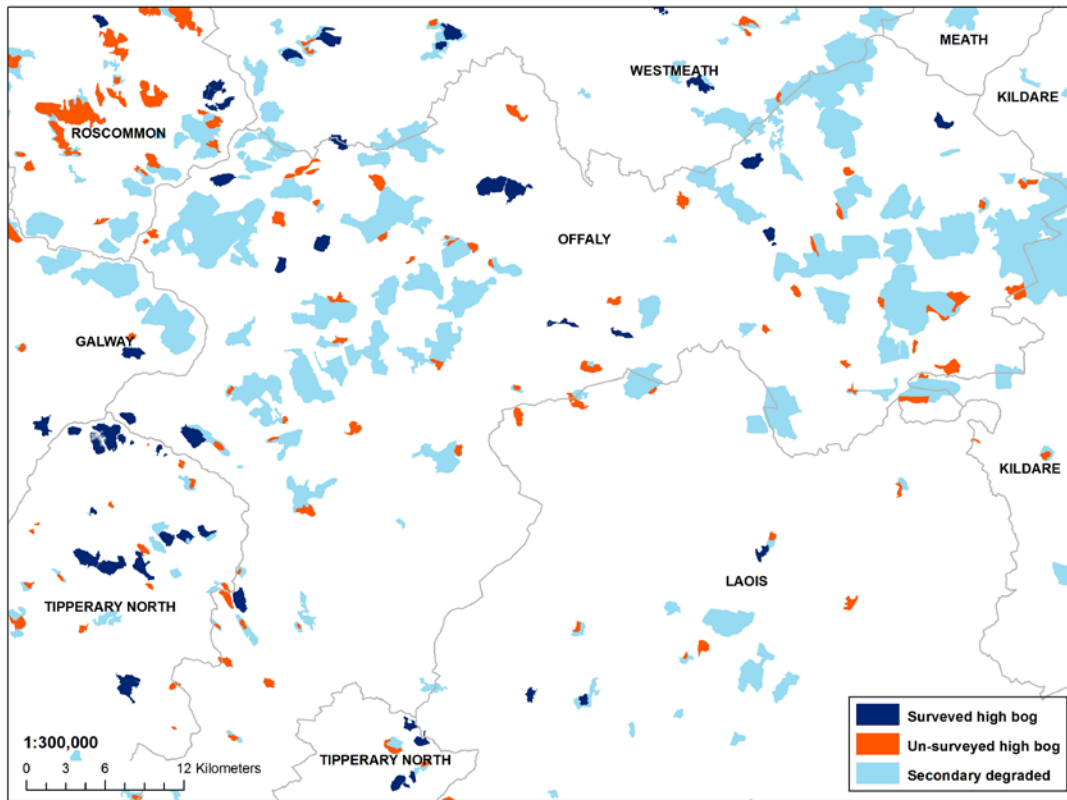 MEATH
WESTMEATH
KILDARE
ROSCOMMON
OFFALY
GALWAY
KILDARE
LAOIS
TIPPERARY NORTH
TIPPERARY NORTH
1:300,000
0 3 6 12 Kilometers
Surveyed high bog
Un-surveyed high bog
Secondary degraded